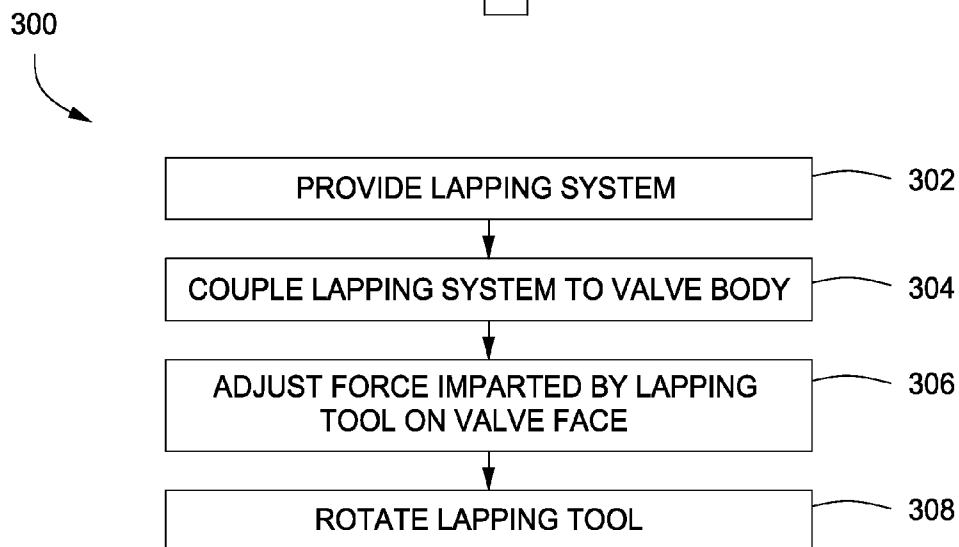 300
PROVIDE LAPPING SYSTEM
302
COUPLE LAPPING SYSTEM TO VALVE BODY
304
ADJUST FORCE IMPARTED BY LAPPING
TOOL ON VALVE FACE
306
ROTATE LAPPING TOOL
308